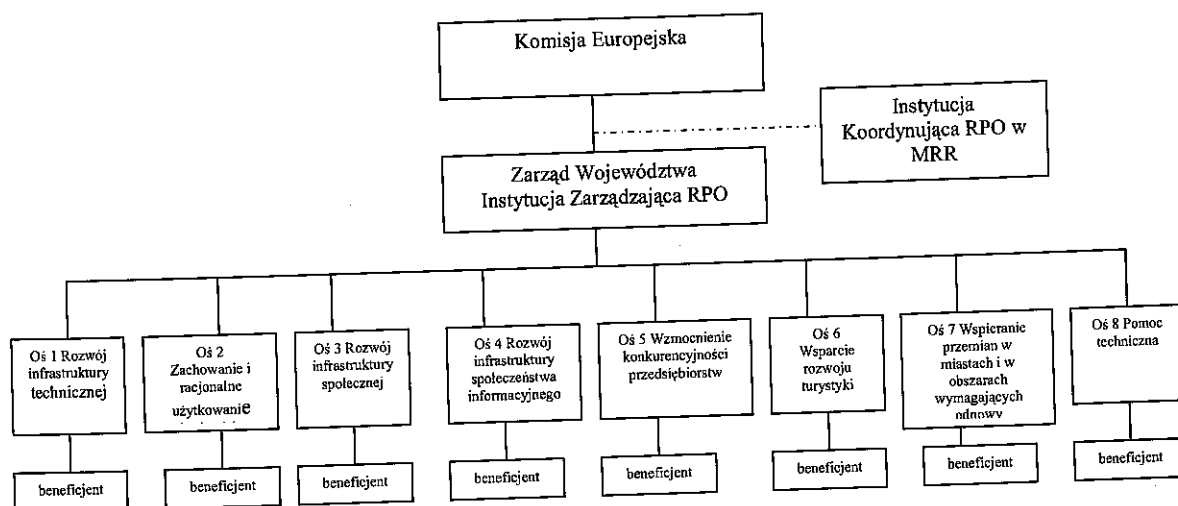 Komisja Europejska
Instytucja
Koordynująca RPO w
MRR
Zarząd Województwa
Instytucja Zarządzająca RPO
Oś 1 Rozwój
infrastruktury
technicznej
Oś 2
Zachowanie i
racjonalne
użytkowanie
Oś 3 Rozwój
infrastruktury
społecznej
Oś 4 Rozwój
infrastruktury
społeczeństwa
informacyjnego
Oś 5 Wzmocnienie
konkurencyjności
przedsiębiorstw
Oś 6
Wsparcie
rozwoju
turystyki
Oś 7 Wspieranie
przemian w
miastach i w
obszarach
wymagających
odnowy
Oś 8 Pomoc
techniczna
beneficjent
beneficjent
beneficjent
beneficjent
beneficjent
beneficjent
beneficjent
beneficjent